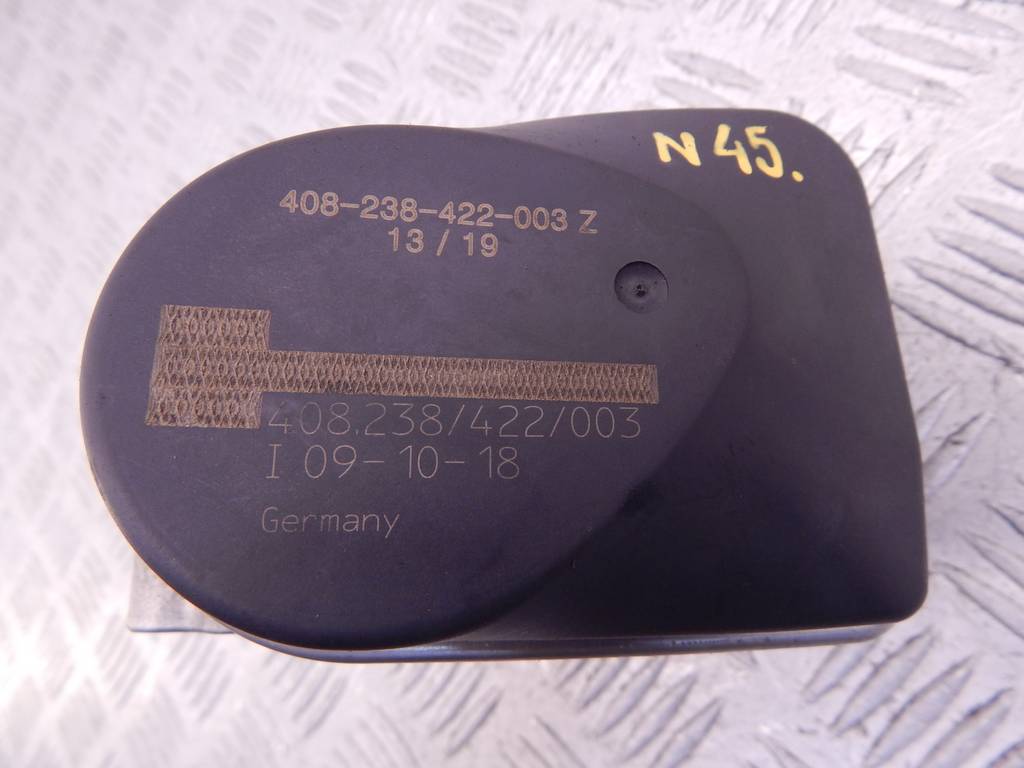 N 45.
408-238-422-003 Z
13 / 19
408.238/422/003
I 09-10-18
Germany